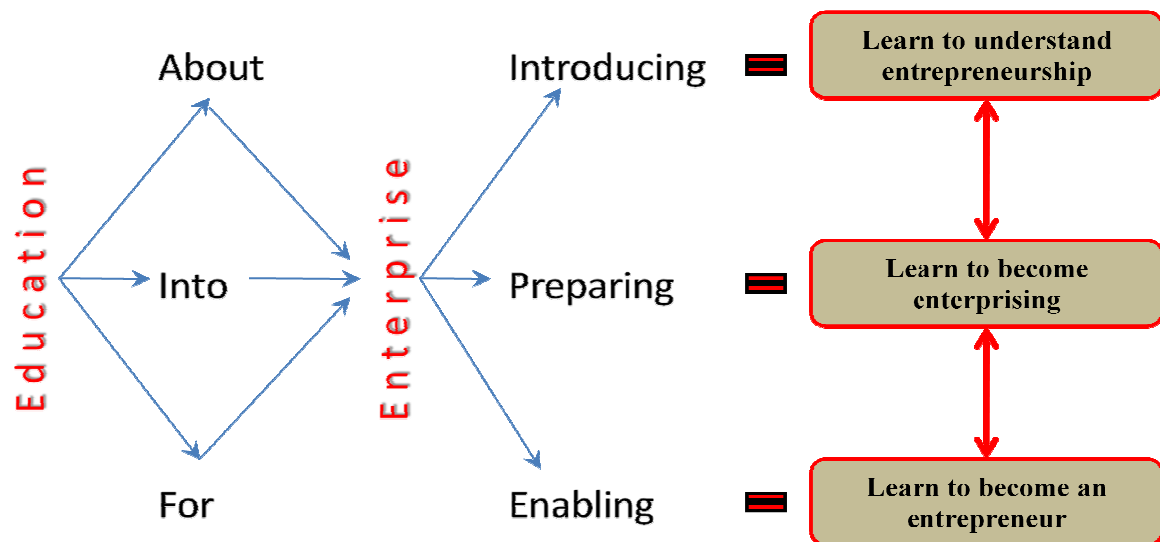 About
Introducing
Learn to understand
entrepreneurship
Education
Into
Enterprise
Preparing
Learn to become
enterprising
For
Enabling
Learn to become an
entrepreneur